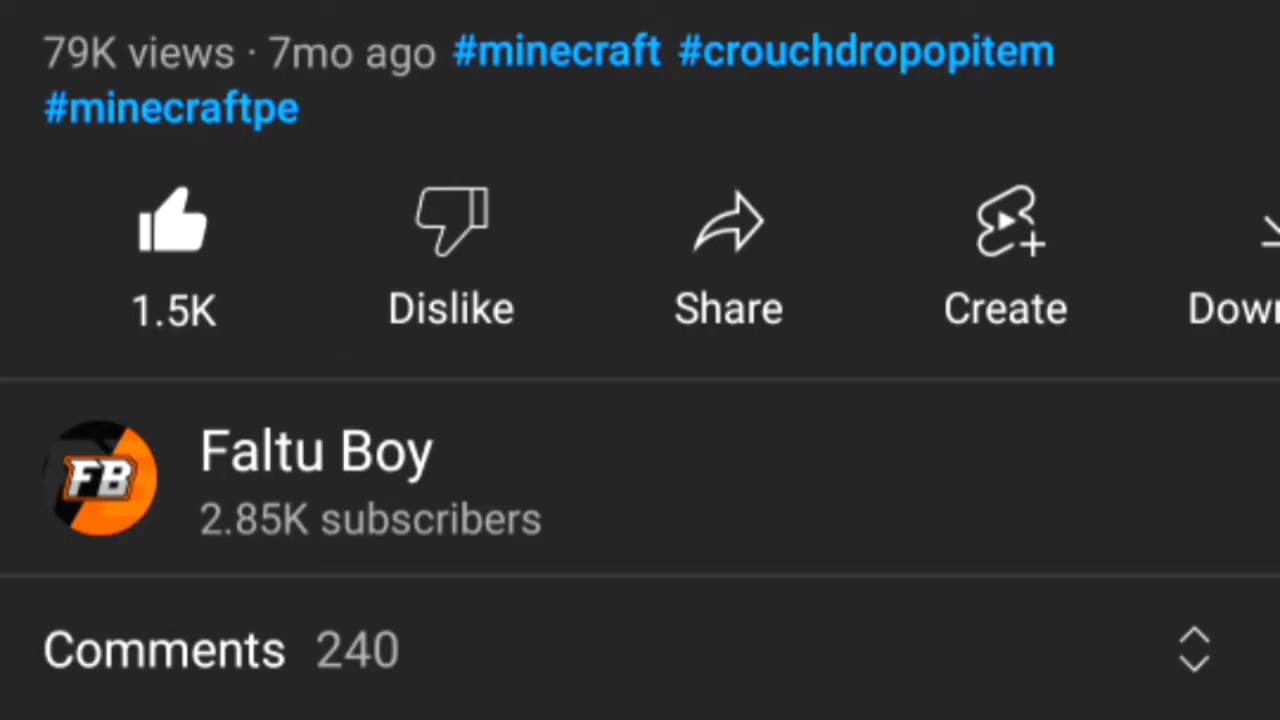 79K views · 7mo ago #minecraft #crouchdropopitem
#minecraftpe
1.5K Dislike Share Create Down
FB Faltu Boy
2.85K subscribers
Comments 240